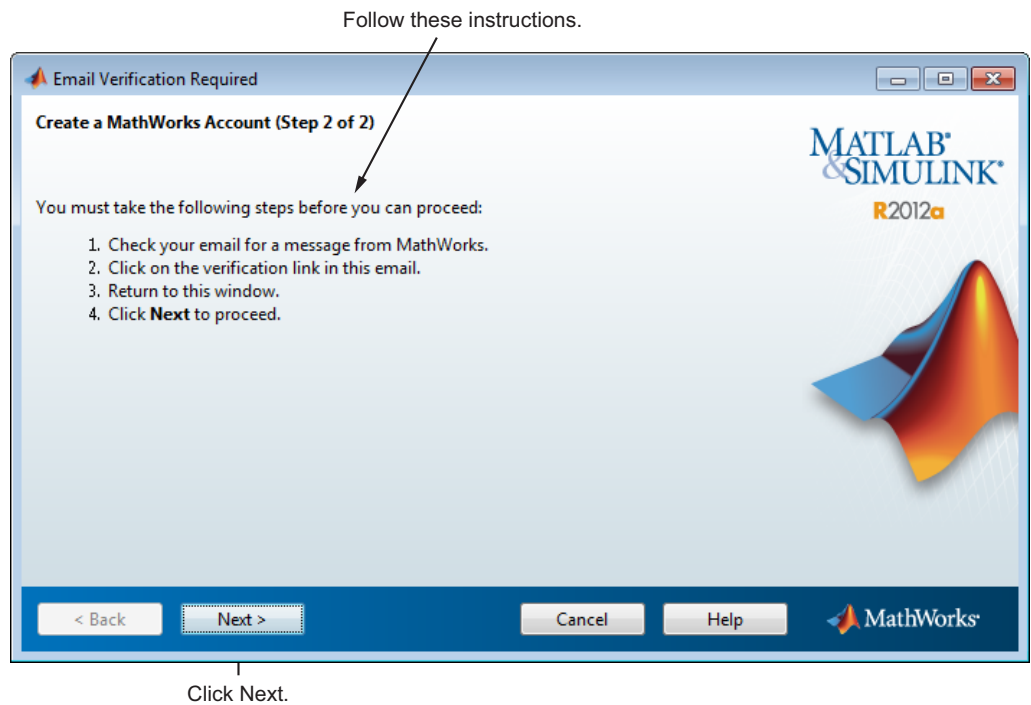 Follow these instructions.
Email Verification Required
Create a MathWorks Account (Step 2 of 2)
MATLAB®
&SIMULINK®
R2012a
You must take the following steps before you can proceed:
1. Check your email for a message from MathWorks.
2. Click on the verification link in this email.
3. Return to this window.
4. Click Next to proceed.
< Back
Next >
Cancel
Help
MathWorks®
Click Next.